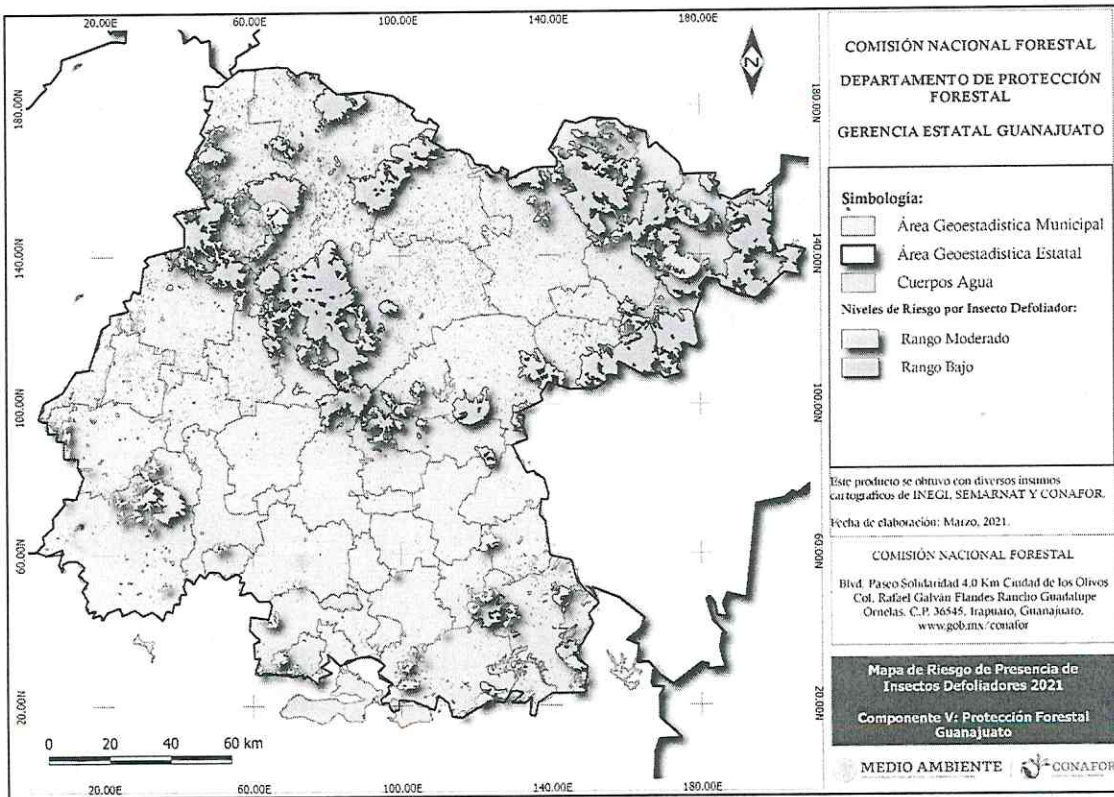 20.00E 60.00E 100.00E 140.00E 180.00E
180.00N 140.00N 100.00N 60.00N 20.00N
N
180.00N 140.00N 100.00N 60.00N 20.00N
0 20 40 60 km
20.00E 60.00E 100.00E 140.00E 180.00E
COMISIÓN NACIONAL FORESTAL
DEPARTAMENTO DE PROTECCIÓN
FORESTAL
GERENCIA ESTATAL GUANAJUATO
Simbología:
Área Geoestadística Municipal
Área Geoestadística Estatal
Cuerpos Agua
Niveles de Riesgo por Insecto Defoliador:
Rango Moderado
Rango Bajo
Este producto se obtuvo con diversos insumos
cartográficos de INEGI, SEMARNAT Y CONAFOR.
Fecha de elaboración: Marzo, 2021.
COMISIÓN NACIONAL FORESTAL
Blvd. Paseo Solidaridad 4.0 Km Ciudad de los Olivos
Col. Rafael Galván Flandes Rancho Guadalupe
Ornelas. C.P. 36545, Irapuato, Guanajuato.
www.gob.mx/conafor
Mapa de Riesgo de Presencia de
Insectos Defoliadores 2021
Componente V: Protección Forestal
Guanajuato
MEDIO AMBIENTE CONAFOR